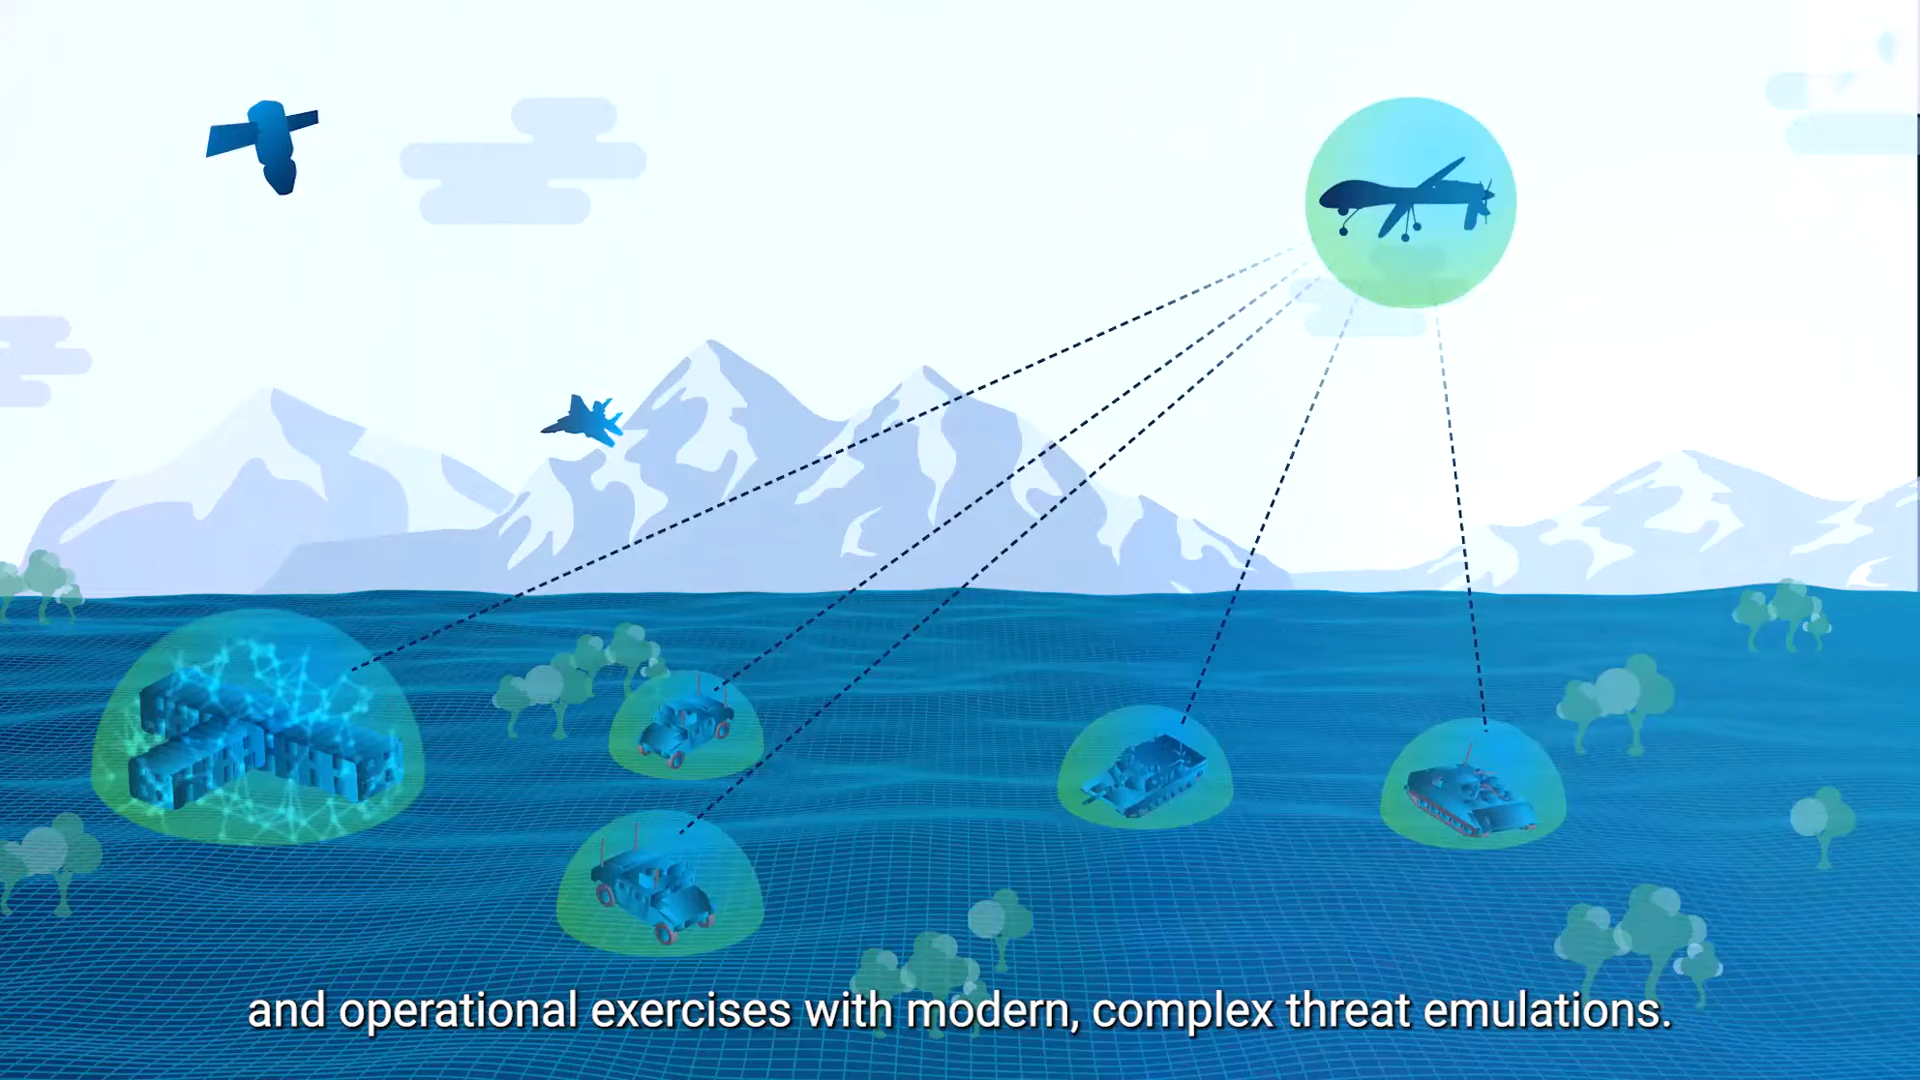 and operational exercises with modern, complex threat emulations.